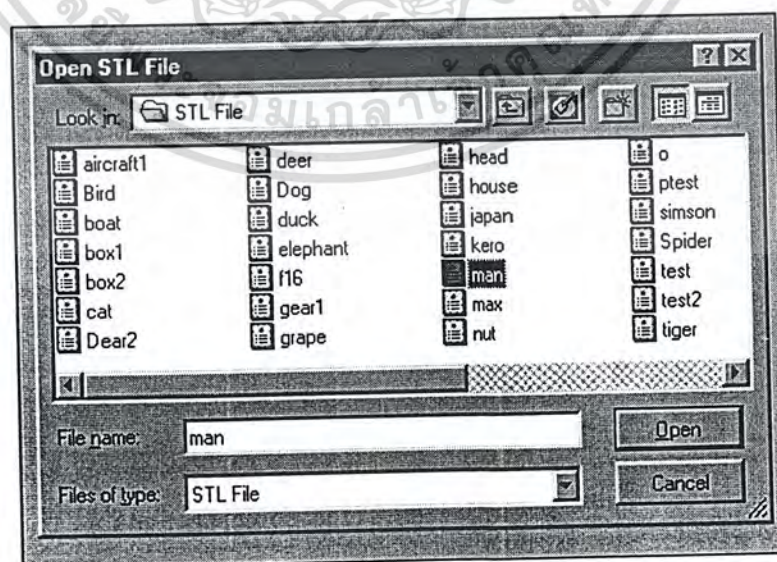 Open STL File
Look in: STL File
aircraft1 deer head o
Bird Dog house ptest
boat duck japan simson
box1 elephant kero Spider
box2 f16 man test
cat gear1 max test2
Dear2 grape nut tiger
File name: man Open
Files of type: STL File Cancel